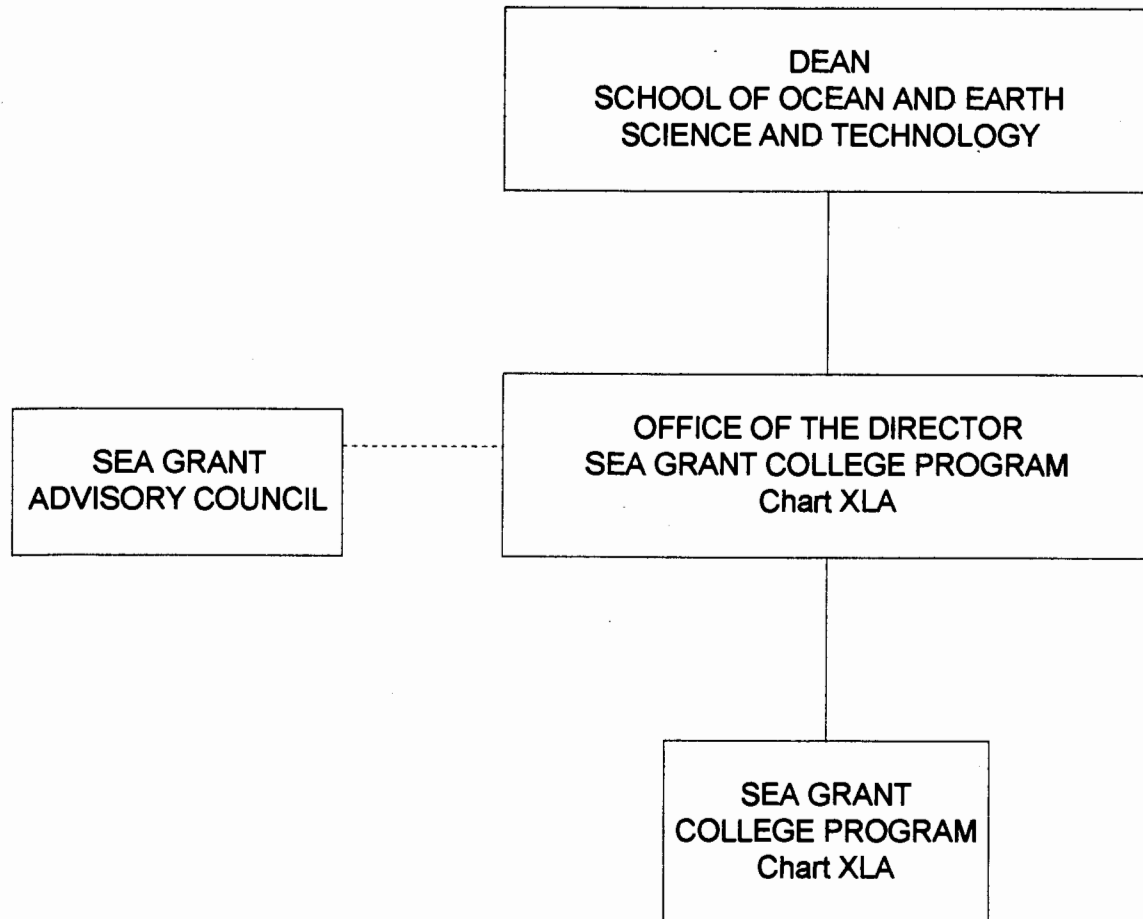 DEAN
SCHOOL OF OCEAN AND EARTH
SCIENCE AND TECHNOLOGY
OFFICE OF THE DIRECTOR
SEA GRANT COLLEGE PROGRAM
Chart XLA
SEA GRANT
ADVISORY COUNCIL
SEA GRANT
COLLEGE PROGRAM
Chart XLA